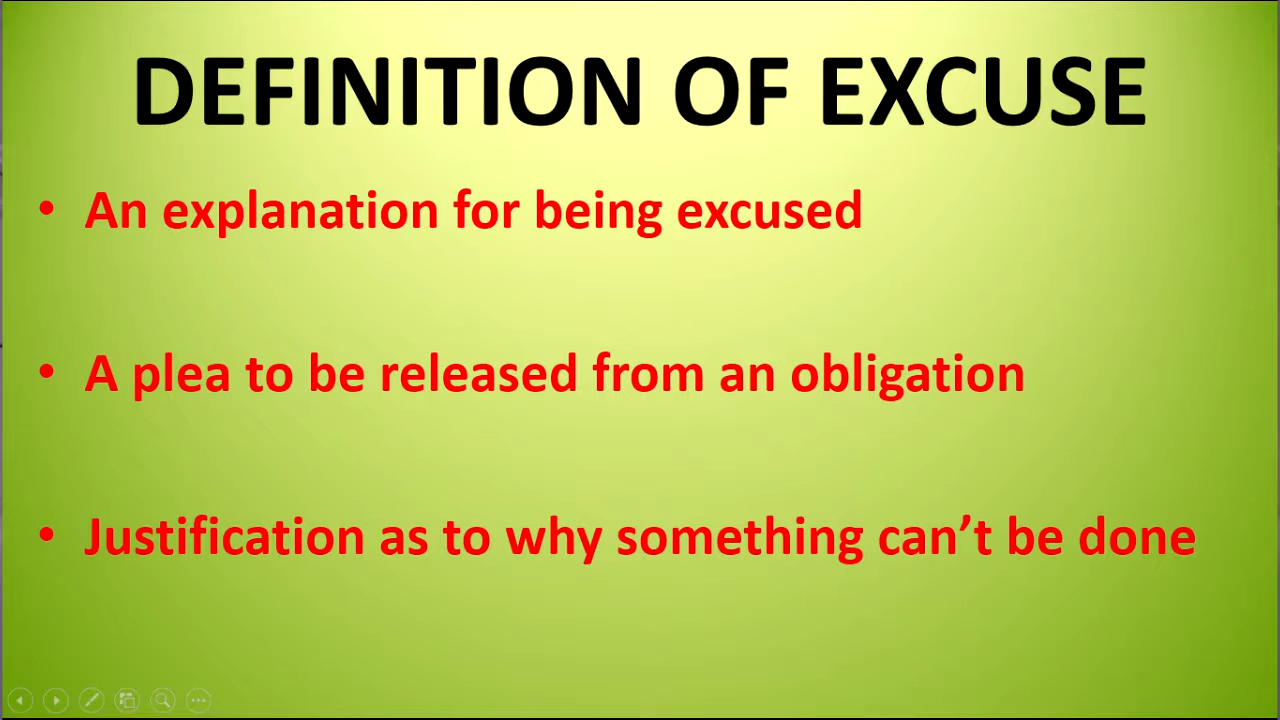 DEFINITION OF EXCUSE
• An explanation for being excused
• A plea to be released from an obligation
• Justification as to why something can’t be done